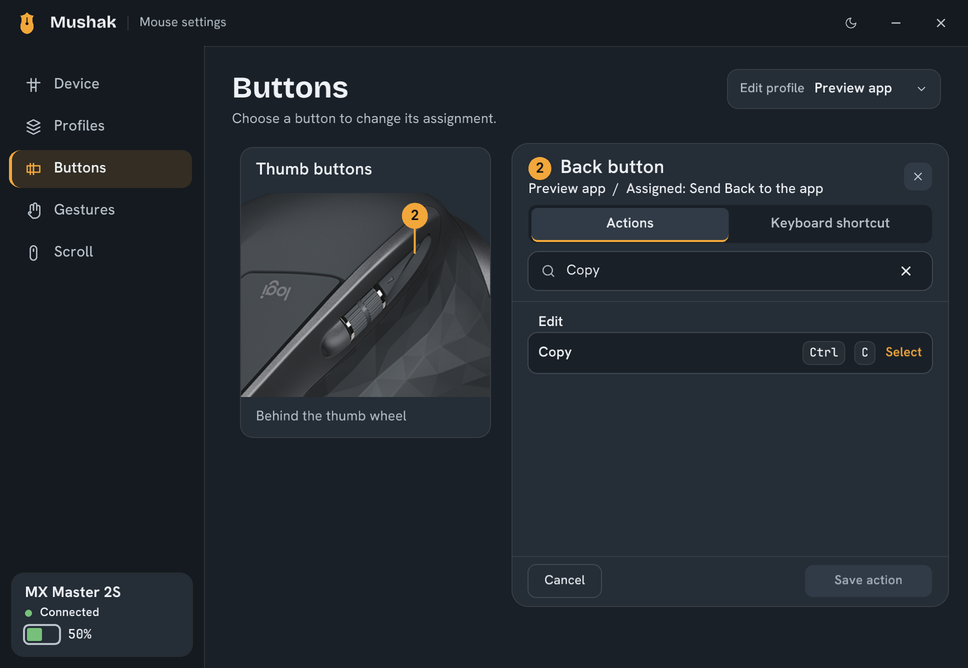 Mushak
Mouse settings
Device
Profiles
Buttons
Gestures
Scroll
MX Master 2S
Connected
50%
Buttons
Choose a button to change its assignment.
Edit profile Preview app
Thumb buttons
2
logi
Behind the thumb wheel
2 Back button
Preview app / Assigned: Send Back to the app
Actions
Keyboard shortcut
Copy
Edit
Copy Ctrl C Select
Cancel
Save action